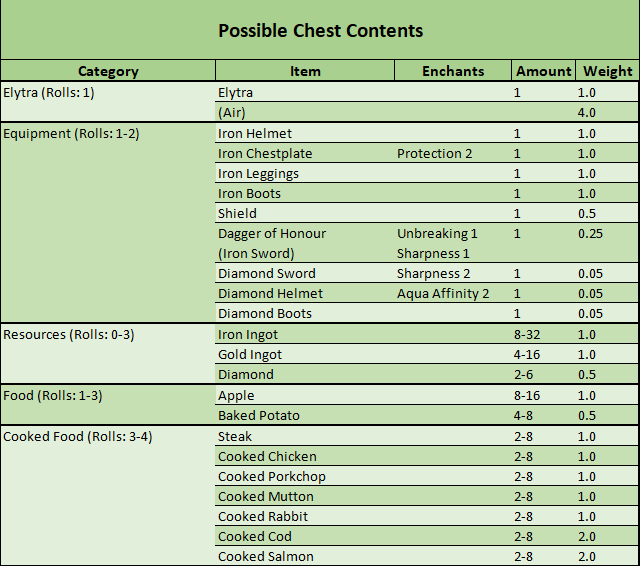 Possible Chest Contents
Category Item Enchants Amount Weight
Elytra (Rolls: 1) Elytra 1 1.0
(Air) 4.0
Equipment (Rolls: 1-2) Iron Helmet 1 1.0
Iron Chestplate Protection 2 1 1.0
Iron Leggings 1 1.0
Iron Boots 1 1.0
Shield 1 0.5
Dagger of Honour Unbreaking 1 1 0.25
(Iron Sword) Sharpness 1
Diamond Sword Sharpness 2 1 0.05
Diamond Helmet Aqua Affinity 2 1 0.05
Diamond Boots 1 0.05
Resources (Rolls: 0-3) Iron Ingot 8-32 1.0
Gold Ingot 4-16 1.0
Diamond 2-6 0.5
Food (Rolls: 1-3) Apple 8-16 1.0
Baked Potato 4-8 0.5
Cooked Food (Rolls: 3-4) Steak 2-8 1.0
Cooked Chicken 2-8 1.0
Cooked Porkchop 2-8 1.0
Cooked Mutton 2-8 1.0
Cooked Rabbit 2-8 1.0
Cooked Cod 2-8 2.0
Cooked Salmon 2-8 2.0